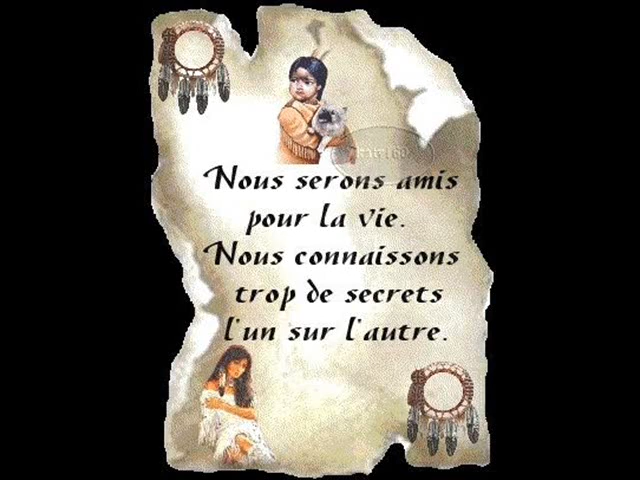 Nous serons amis
pour la vie.
Nous connaissons
trop de secrets
l'un sur l'autre.